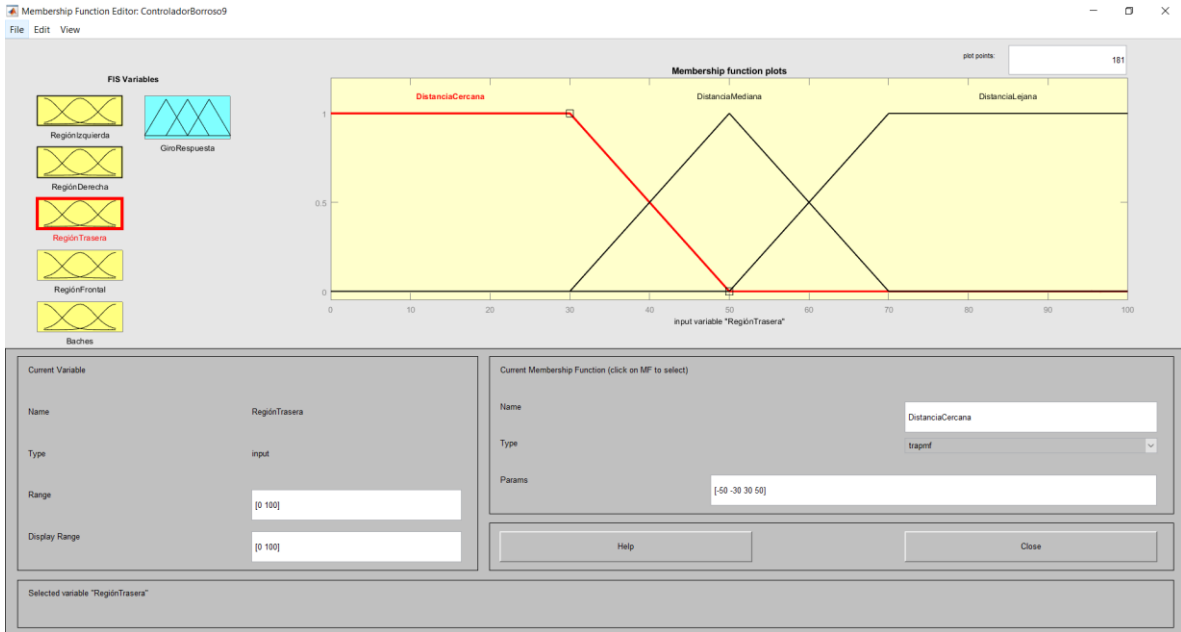 Membership Function Editor: ControladorBorroso9
File Edit View
FIS Variables
RegiónIzquierda
GiroRespuesta
RegiónDerecha
RegiónTrasera
RegiónFrontal
Baches
plot points:
181
Membership function plots
DistanciaCercana
DistanciaMediana
DistanciaLejana
1
0.5
0
0 10 20 30 40 50 60 70 80 90 100
input variable "RegiónTrasera"
Current Variable
Name RegiónTrasera
Type input
Range [0 100]
Display Range [0 100]
Current Membership Function (click on MF to select)
Name DistanciaCercana
Type trapmf
Params [-50 -30 30 50]
Help Close
Selected variable "RegiónTrasera"